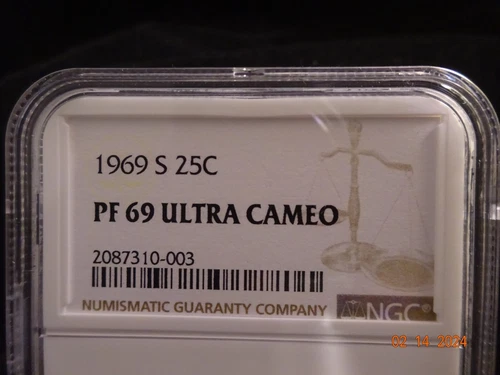 1969 S 25C
PF 69 ULTRA CAMEO
2087310-003
NUMISMATIC GUARANTY COMPANY NGC®
02 14 2024